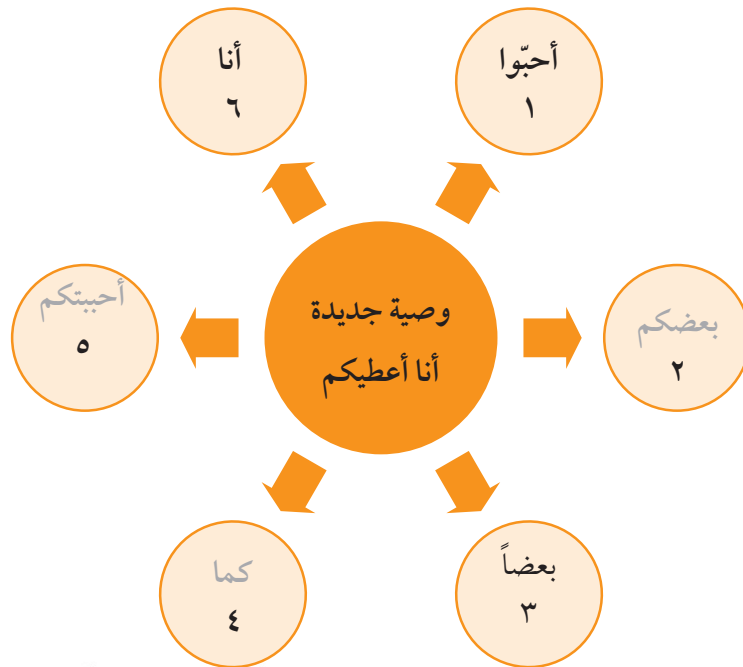 وصية جديدة
أنا أعطيكم
أحبّوا
١
بعضكم
٢
بعضاً
٣
كما
٤
أحببتكم
٥
أنا
٦